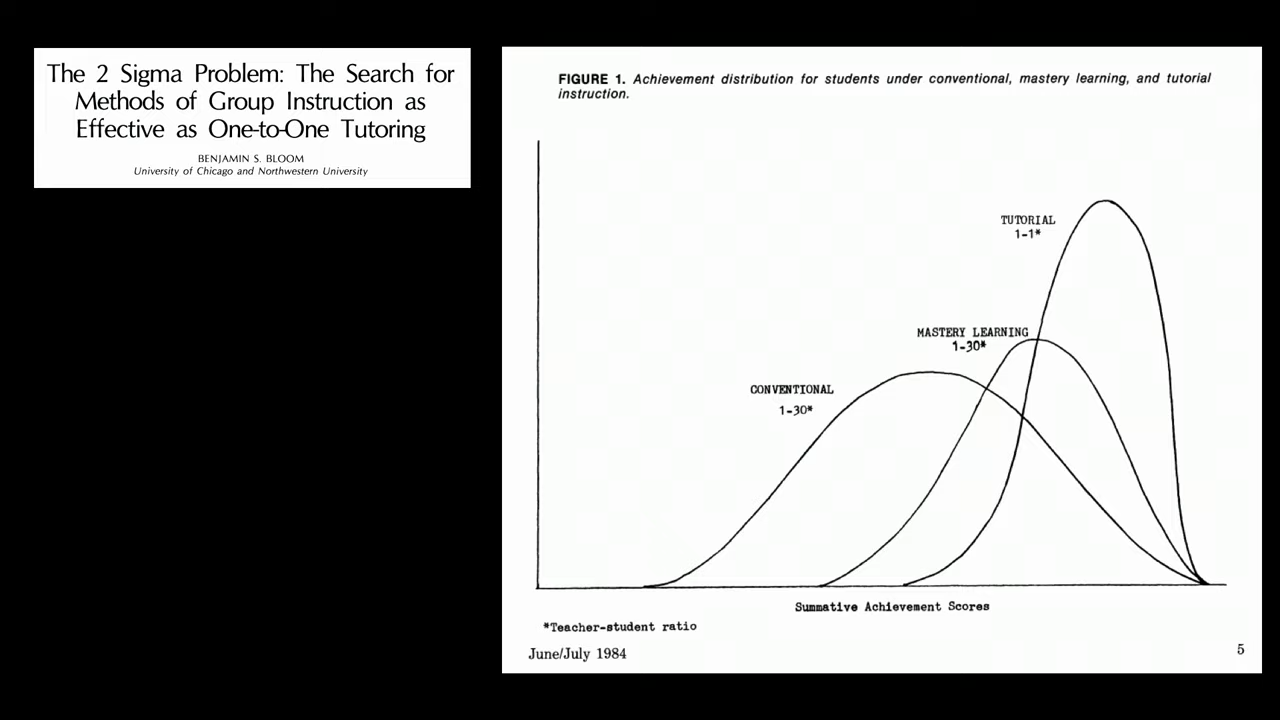 The 2 Sigma Problem: The Search for
Methods of Group Instruction as
Effective as One-to-One Tutoring
BENJAMIN S. BLOOM
University of Chicago and Northwestern University
FIGURE 1. Achievement distribution for students under conventional, mastery learning, and tutorial
instruction.
TUTORIAL
1-1*
MASTERY LEARNING
1-30*
CONVENTIONAL
1-30*
Summative Achievement Scores
*Teacher-student ratio
June/July 1984
5